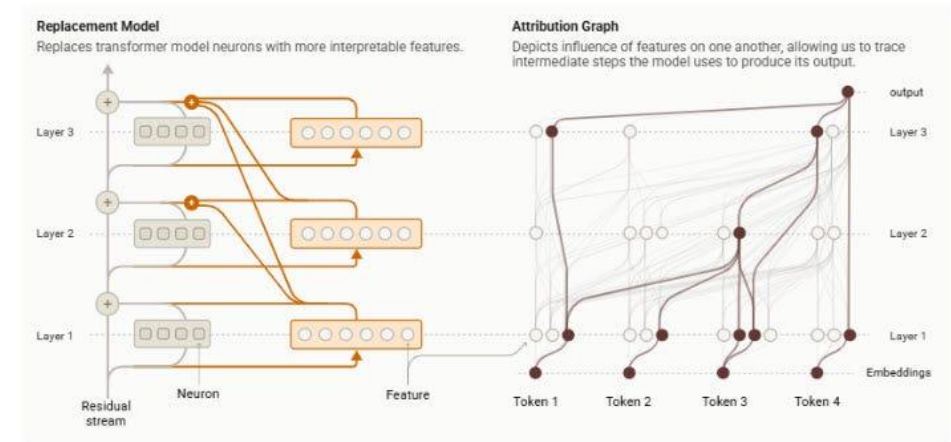 Replacement Model
Replaces transformer model neurons with more interpretable features.
Attribution Graph
Depicts influence of features on one another, allowing us to trace
intermediate steps the model uses to produce its output.
Layer 3
Layer 2
Layer 1
Residual
stream
Neuron
Feature
output
Layer 3
Layer 2
Layer 1
Embeddings
Token 1
Token 2
Token 3
Token 4